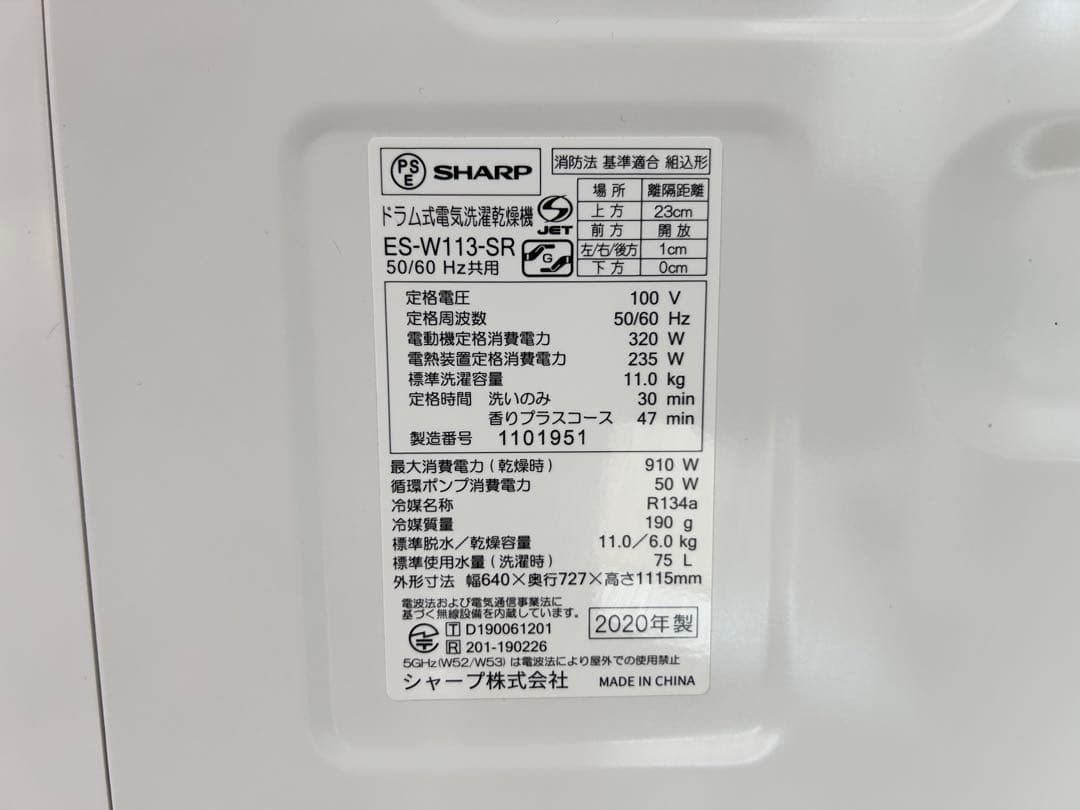 PSE SHARP
消防法 基準適合 組込形
場所 離隔距離
上方 23cm
前方 開放
左/右/後方 1cm
下方 0cm
ドラム式電気洗濯乾燥機
S JET
ES-W113-SR
50/60 Hz共用
G
定格電圧 100 V
定格周波数 50/60 Hz
電動機定格消費電力 320 W
電熱装置定格消費電力 235 W
標準洗濯容量 11.0 kg
定格時間 洗いのみ 30 min
香りプラスコース 47 min
製造番号 1101951
最大消費電力(乾燥時) 910 W
循環ポンプ消費電力 50 W
冷媒名称 R134a
冷媒質量 190 g
標準脱水/乾燥容量 11.0/6.0 kg
標準使用水量(洗濯時) 75 L
外形寸法 幅640×奥行727×高さ1115mm
電波法および電気通信事業法に
基づく無線設備を内蔵しています。
T D190061201
R 201-190226
2020年製
5GHz(W52/W53)は電波法により屋外での使用禁止
シャープ株式会社 MADE IN CHINA